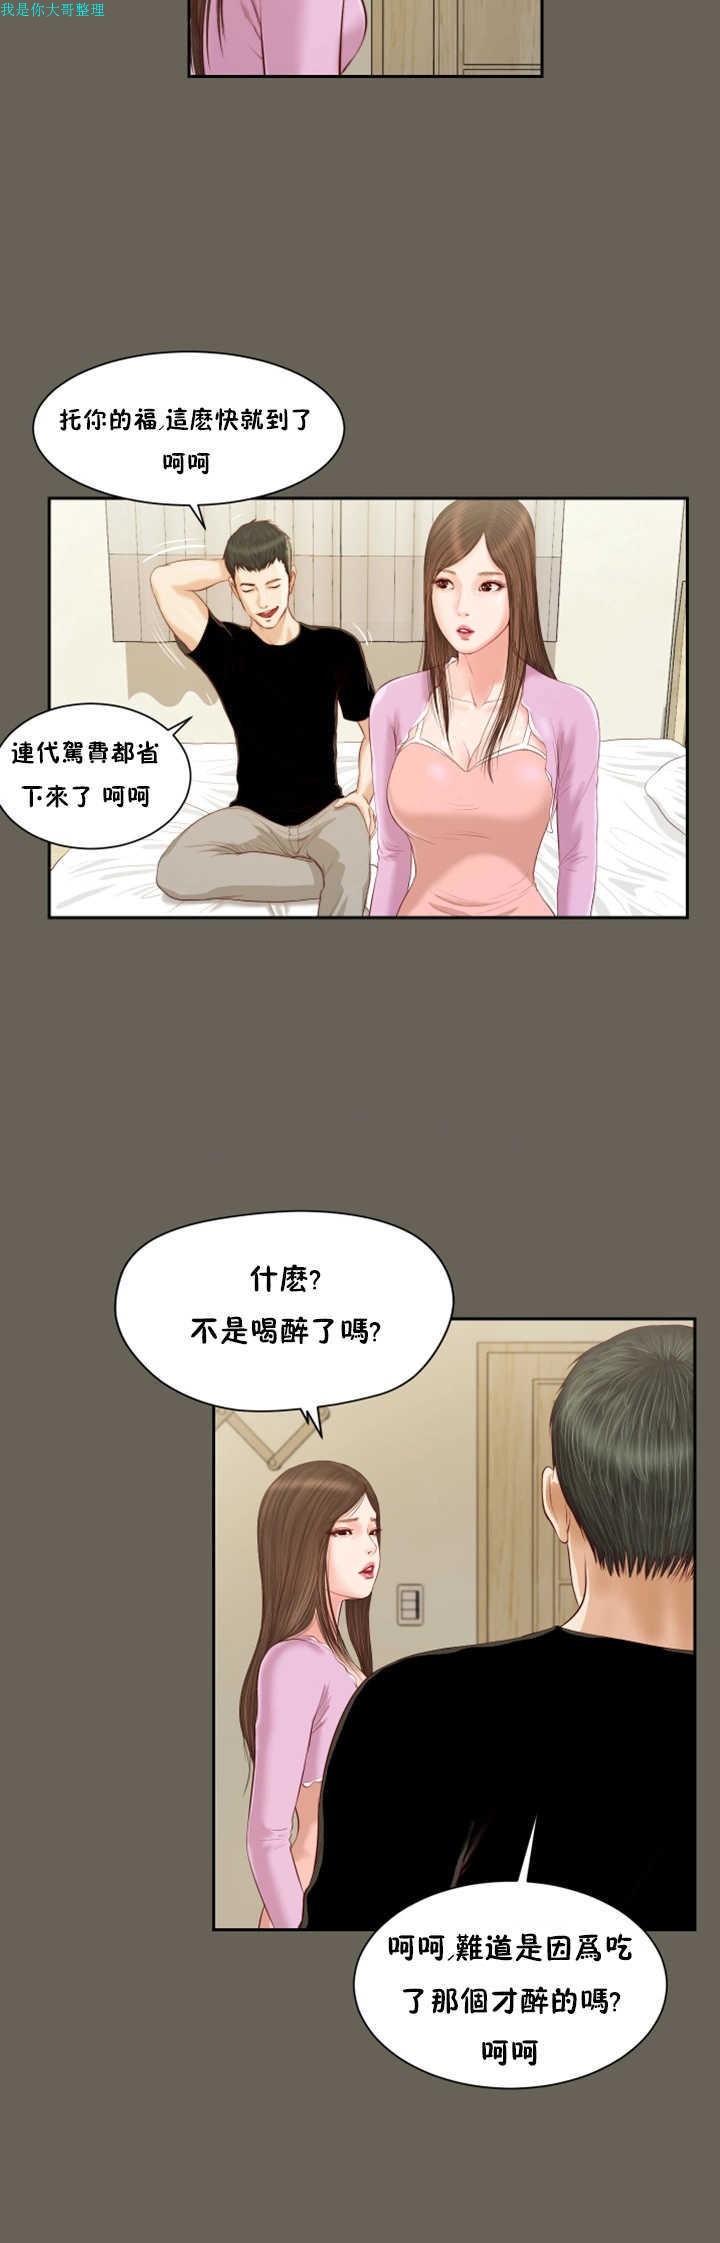 我是你大哥整理
托你的福,這麽快就到了
呵呵
連代駕費都省
下來了 呵呵
什麽?
不是喝醉了嗎?
呵呵,難道是因爲吃
了那個才醉的嗎?
呵呵